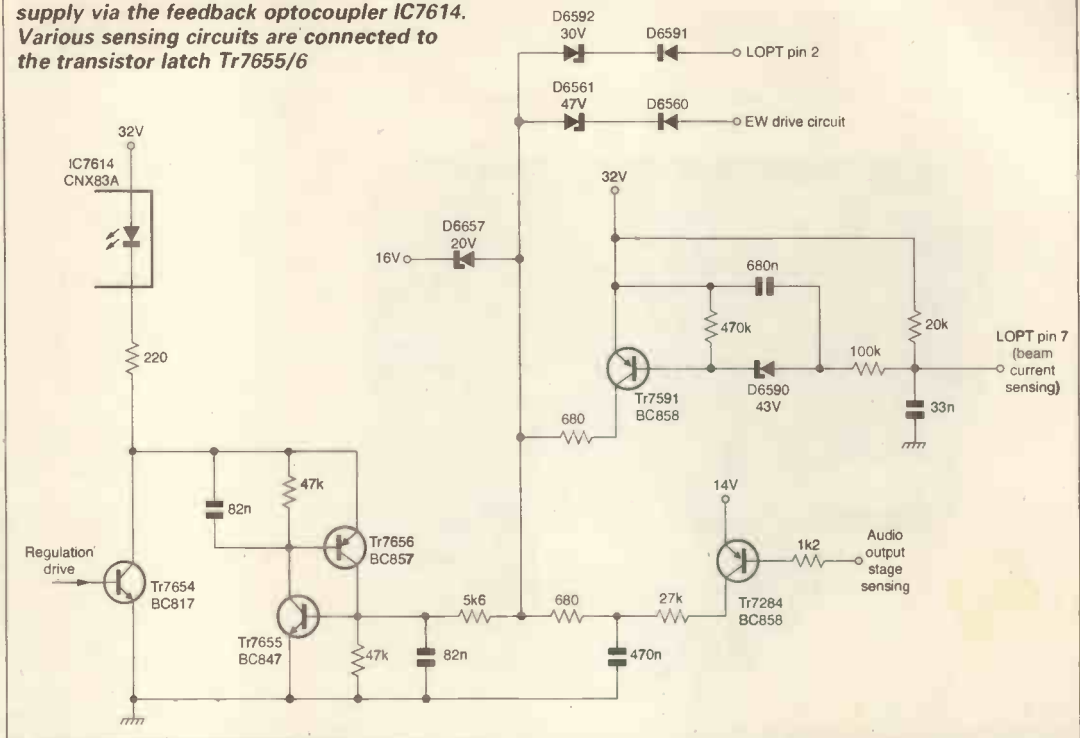 supply via the feedback optocoupler IC7614.
Various sensing circuits are connected to
the transistor latch Tr7655/6
D6592
30V
D6591
LOPT pin 2
D6561
47V
D6560
EW drive circuit
32V
IC7614
CNX83A
32V
D6657
20V
16V
680n
470k
20k
220
100k
LOPT pin 7
(beam
current
sensing)
D6590
43V
Tr7591
BC858
33n
680
47k
14V
82n
Tr7656
BC857
Regulation
drive
1k2
Audio
output
stage
sensing
Tr7654
BC817
5k6
680
27k
Tr7284
BC858
Tr7655
BC847
47k
82n
470n